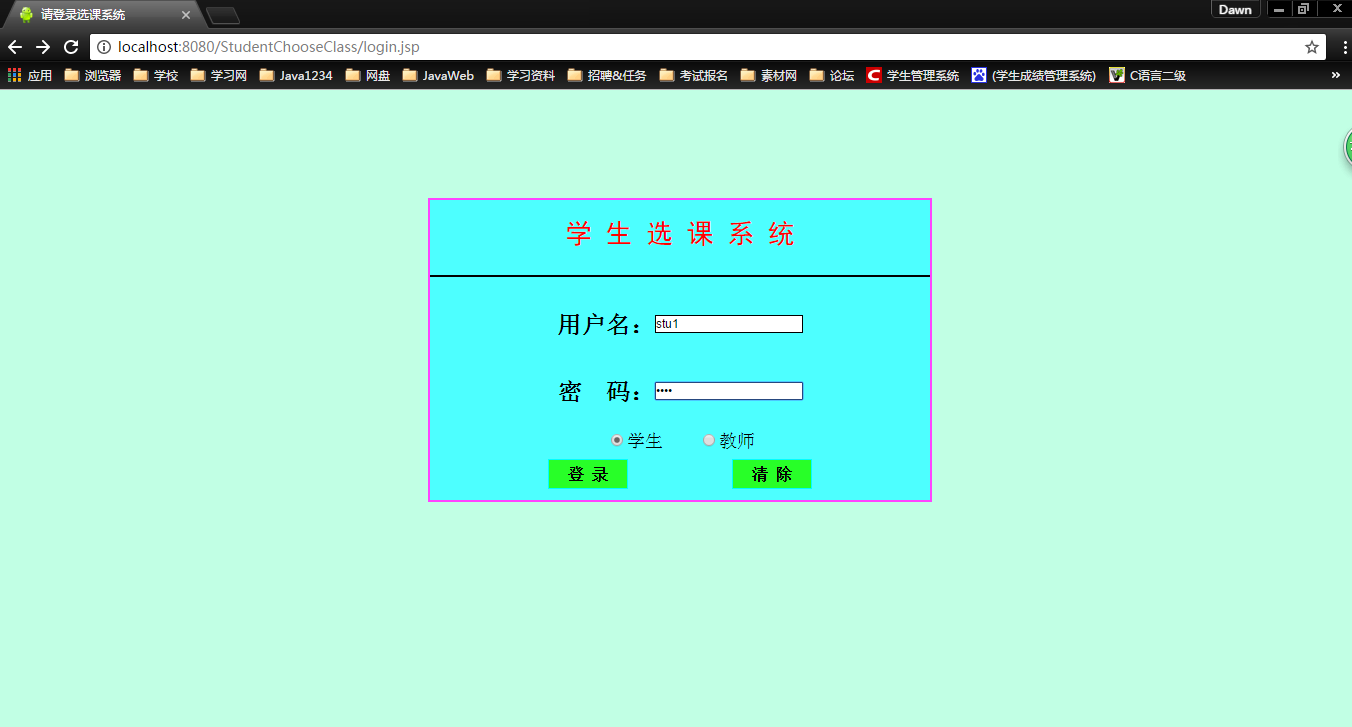 请登录选课系统
Dawn
localhost:8080/StudentChooseClass/login.jsp
应用 浏览器 学校 学习网 Java1234 网盘 JavaWeb 学习资料 招聘&任务 考试报名 素材网 论坛 学生管理系统 (学生成绩管理系统) C语言二级 »
学 生 选 课 系 统
用户名：stu1
密 码：••••
学生 教师
登 录 清 除